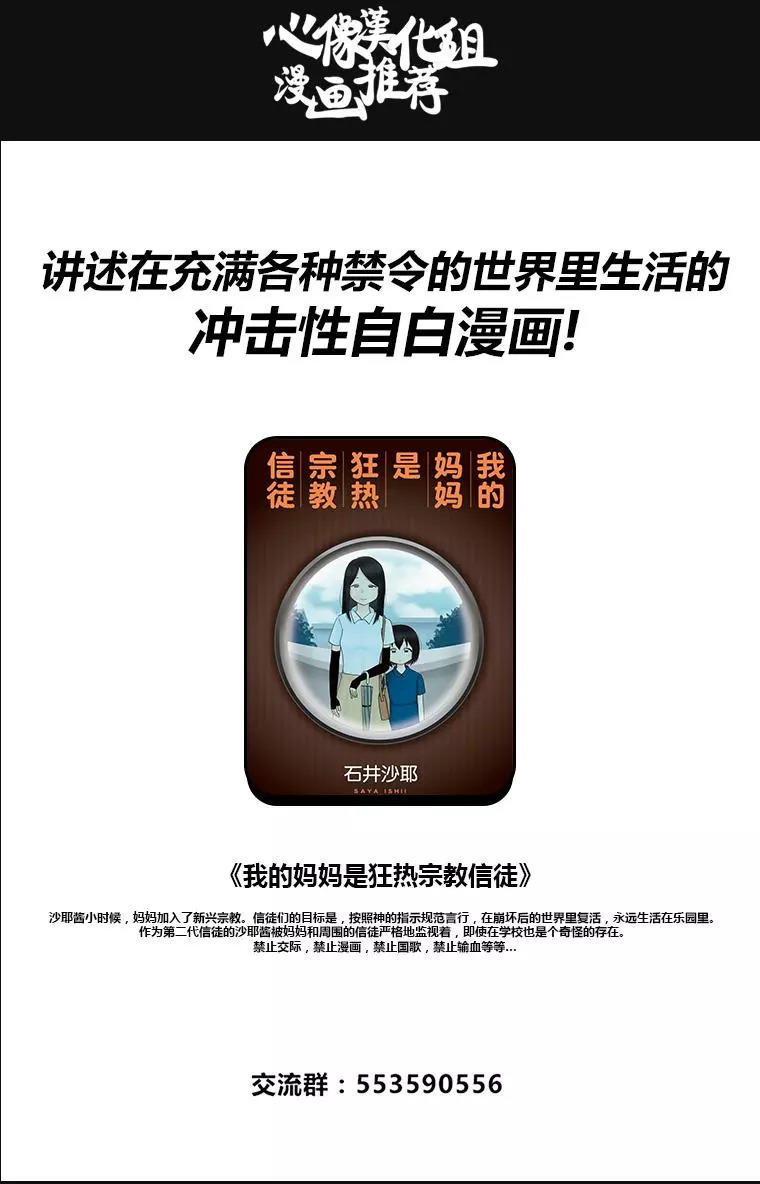 心像漢化组
漫画推荐
讲述在充满各种禁令的世界里生活的
冲击性自白漫画!
我的妈妈是狂热宗教信徒
石井沙耶
SAYA ISHII
《我的妈妈是狂热宗教信徒》
沙耶酱小时候，妈妈加入了新兴宗教。信徒们的目标是，按照神的指示规范言行，在崩坏后的世界里复活，永远生活在乐园里。
作为第二代信徒的沙耶酱被妈妈和周围的信徒严格地监视着，即使在学校也是个奇怪的存在。
禁止交际，禁止漫画，禁止国歌，禁止输血等等...
交流群：553590556